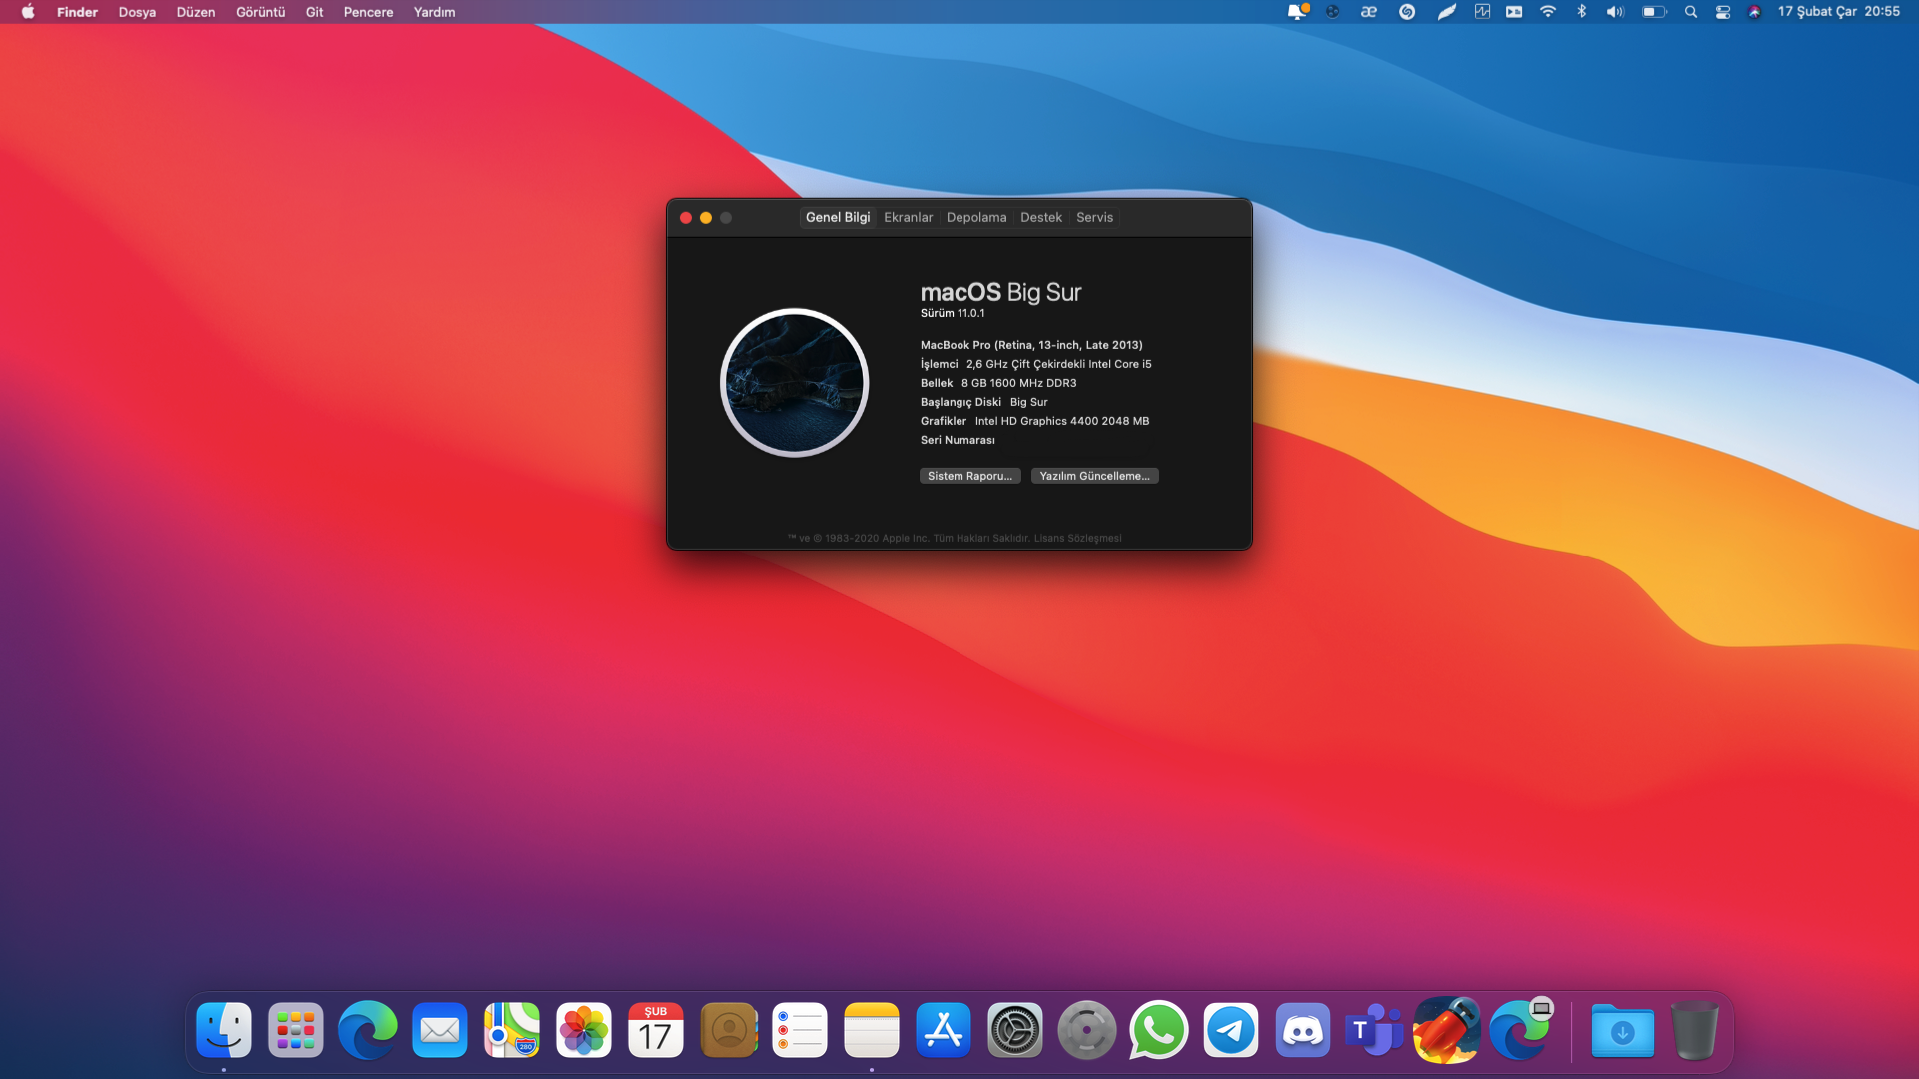 Finder Dosya Düzen Görüntü Git Pencere Yardım æ 17 Şubat Çar 20:55
Genel Bilgi Ekranlar Depolama Destek Servis
macOS Big Sur
Sürüm 11.0.1
MacBook Pro (Retina, 13-inch, Late 2013)
İşlemci 2,6 GHz Çift Çekirdekli Intel Core i5
Bellek 8 GB 1600 MHz DDR3
Başlangıç Diski Big Sur
Grafikler Intel HD Graphics 4400 2048 MB
Seri Numarası
Sistem Raporu... Yazılım Güncelleme...
™ ve © 1983-2020 Apple Inc. Tüm Hakları Saklıdır. Lisans Sözleşmesi
ŞUB
17
280
T